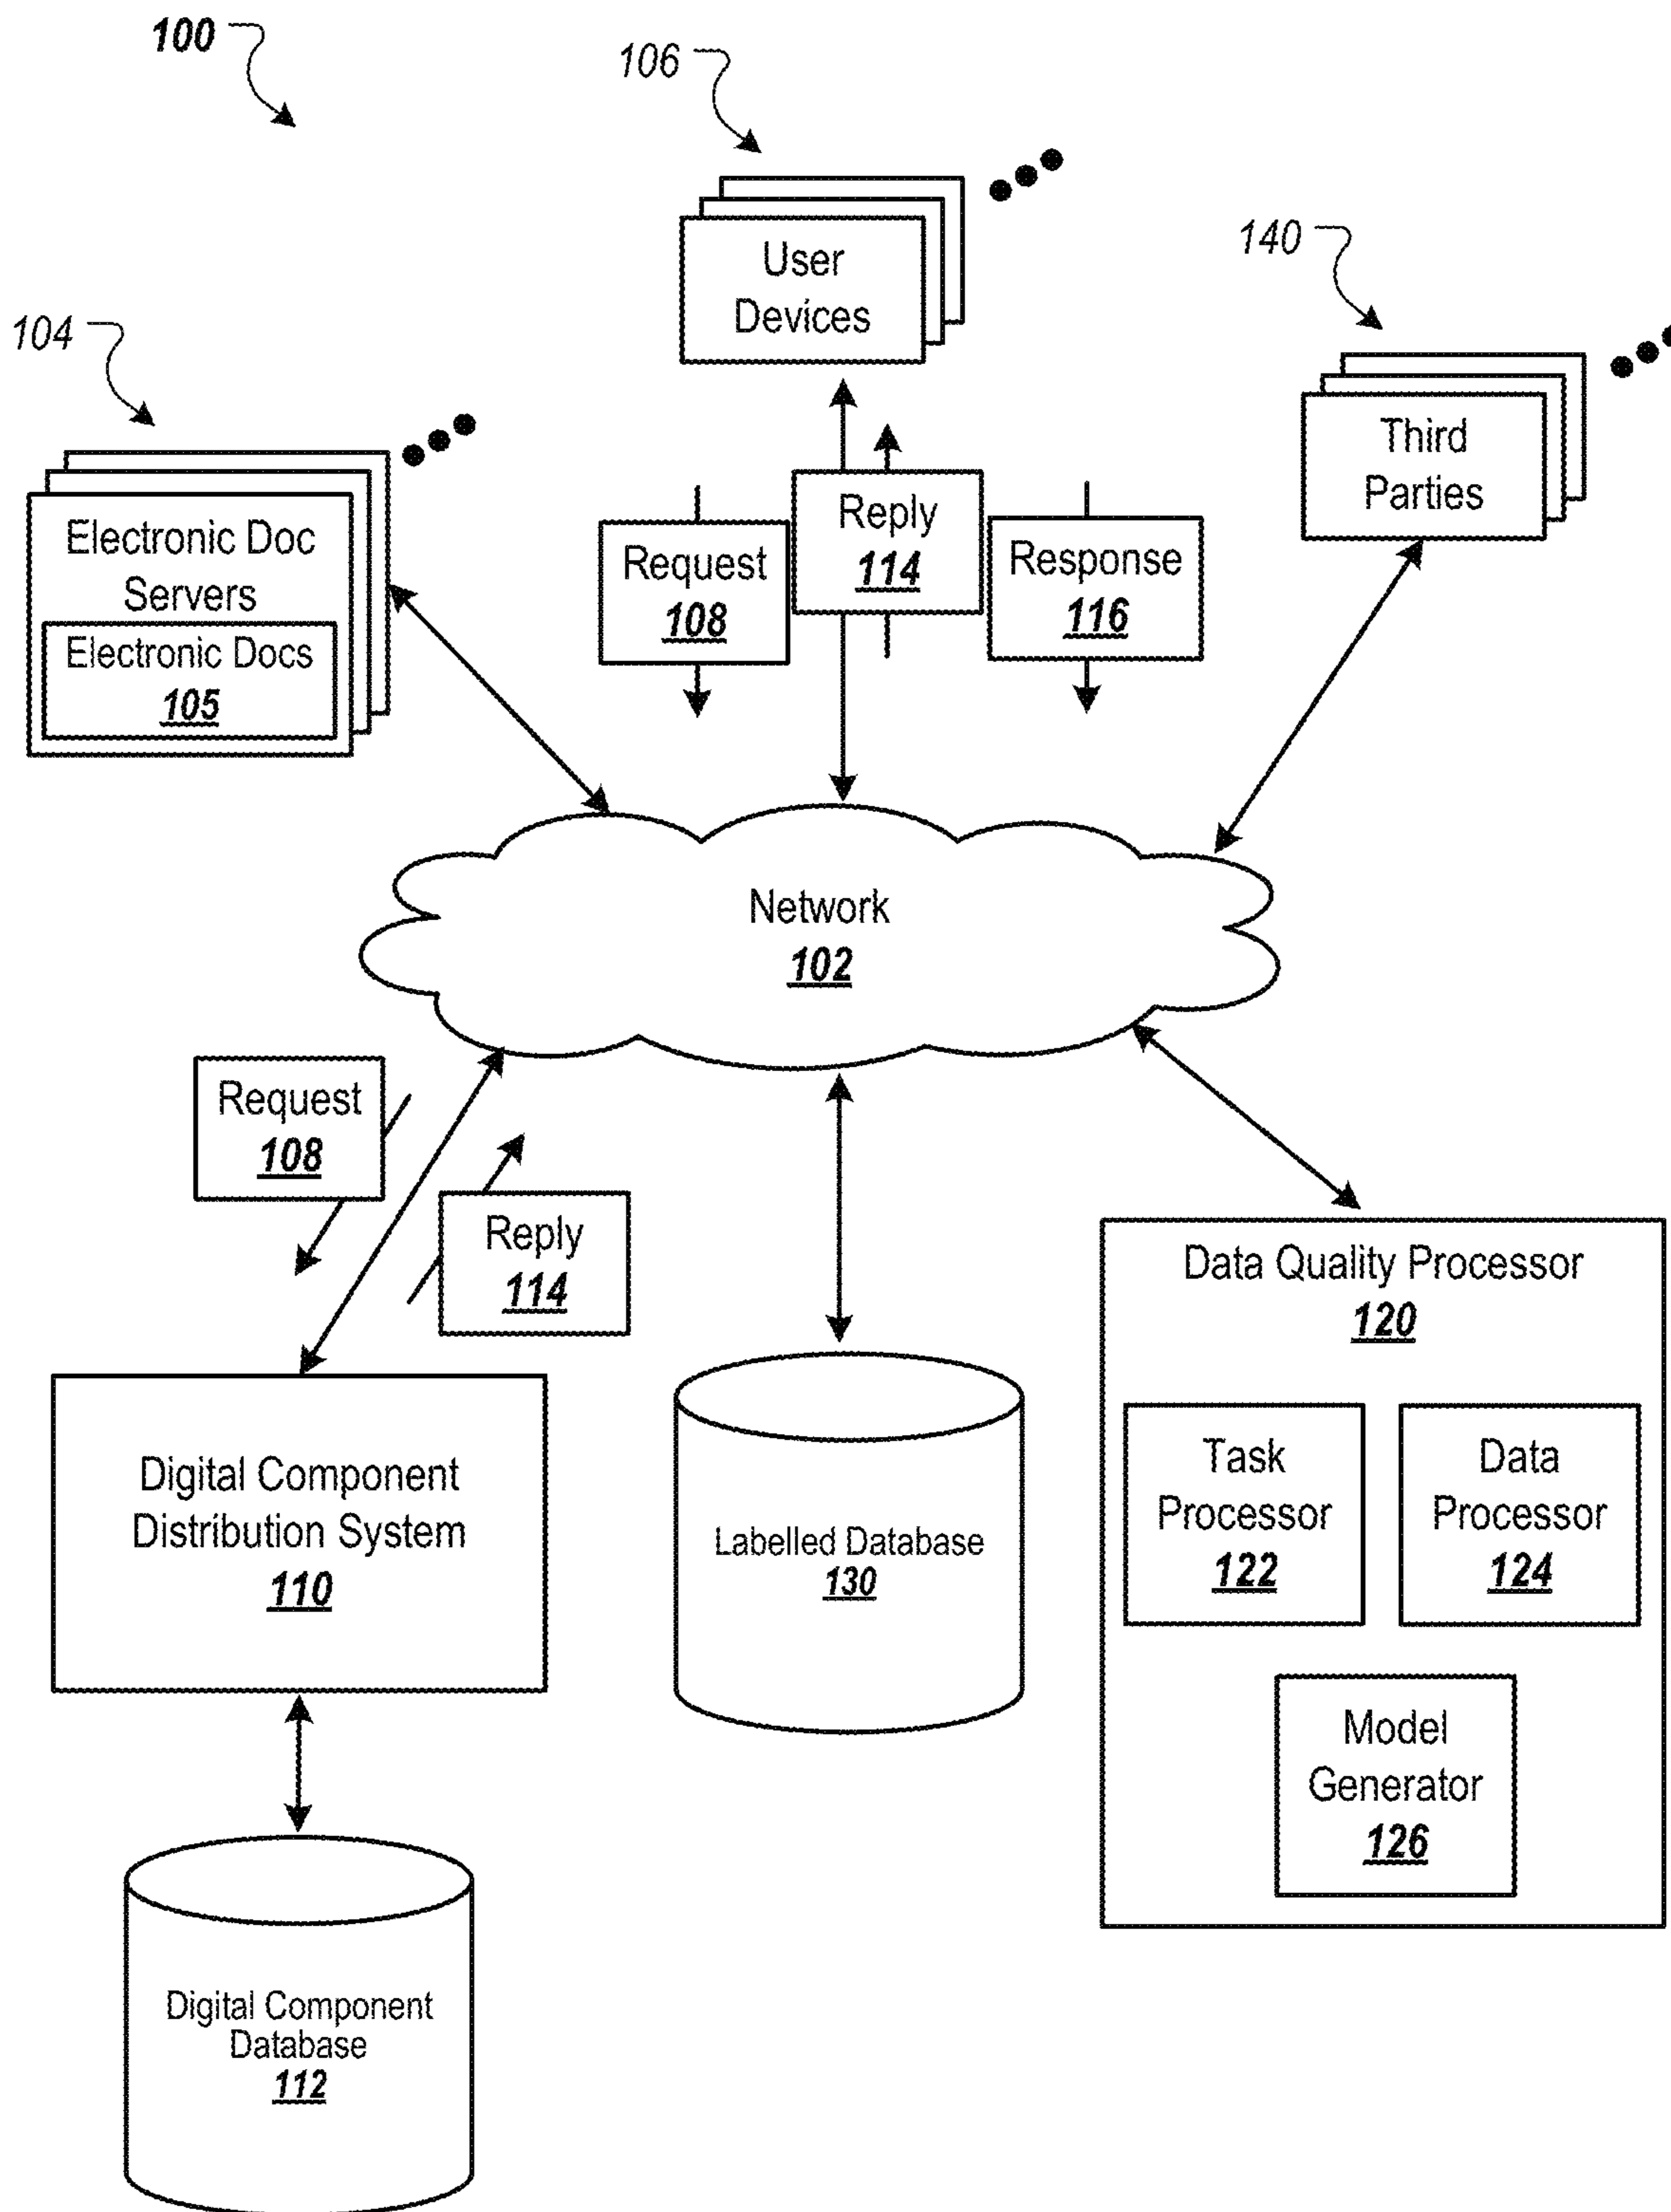 100
106
140
104
User
Devices
Third
Parties
Electronic Doc
Servers
Electronic Docs
105
Request
108
Reply
114
Response
116
Network
102
Request
108
Reply
114
Data Quality Processor
120
Digital Component
Distribution System
110
Labelled Database
130
Task
Processor
122
Data
Processor
124
Model
Generator
126
Digital Component
Database
112